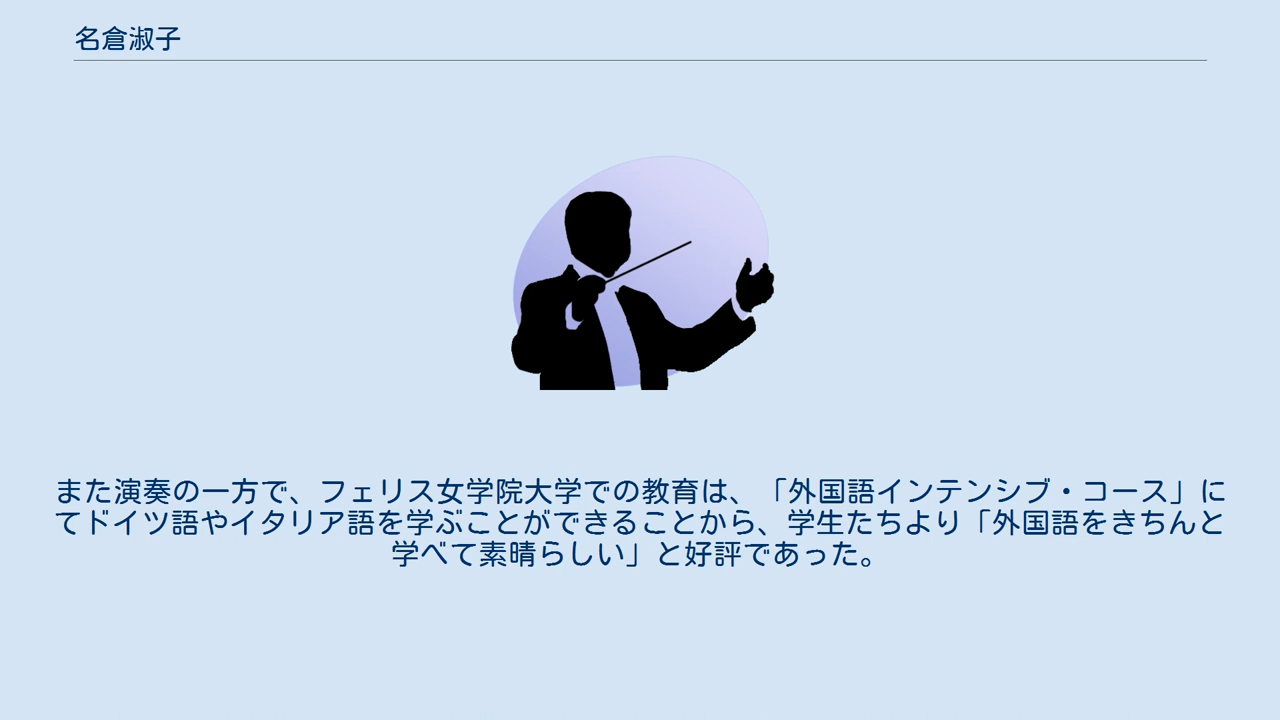 名倉淑子
また演奏の一方で、フェリス女学院大学での教育は、「外国語インテンシブ・コース」に
てドイツ語やイタリア語を学ぶことができることから、学生たちより「外国語をきちんと
学べて素晴らしい」と好評であった。